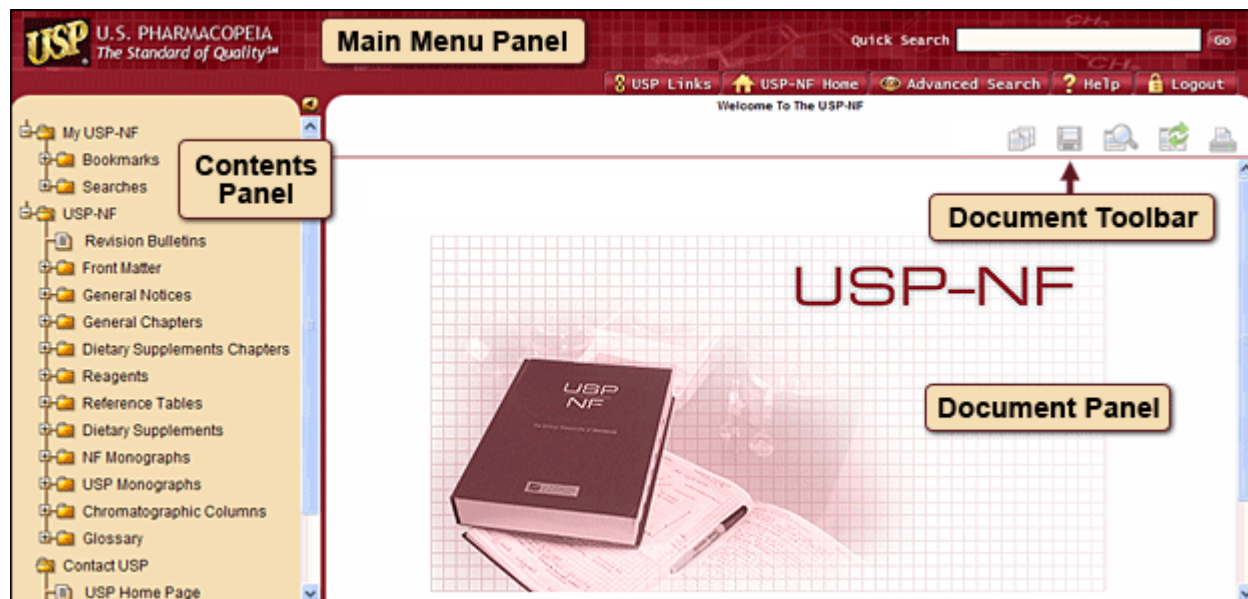 USP
U.S. PHARMACOPEIA
The Standard of Quality℠
Main Menu Panel
Quick Search
Go
USP Links
USP-NF Home
Advanced Search
Help
Logout
Welcome To The USP-NF
My USP-NF
Bookmarks
Searches
Contents
Panel
USP-NF
Revision Bulletins
Front Matter
General Notices
General Chapters
Dietary Supplements Chapters
Reagents
Reference Tables
Dietary Supplements
NF Monographs
USP Monographs
Chromatographic Columns
Glossary
Contact USP
USP Home Page
Document Toolbar
USP-NF
USP
NF
Document Panel